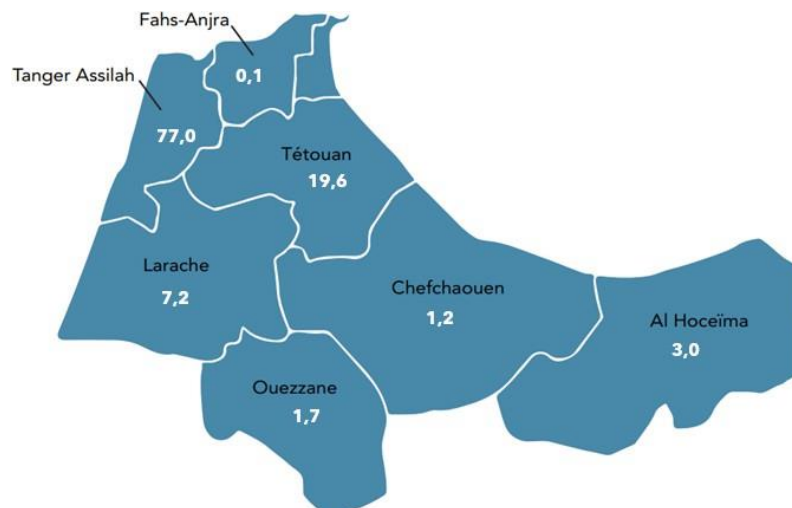 Fahs-Anjra
0,1
Tanger Assilah
77,0
Tétouan
19,6
Larache
7,2
Chefchaouen
1,2
Al Hoceïma
3,0
Ouezzane
1,7